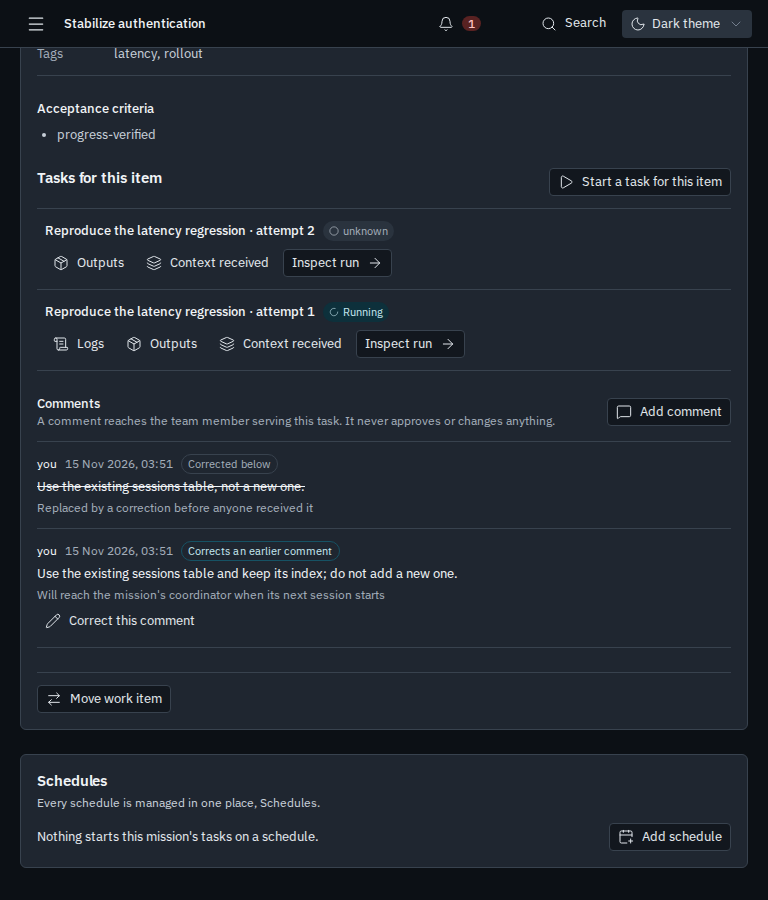 Stabilize authentication
1
Search
Dark theme
Tags latency, rollout
Acceptance criteria
• progress-verified
Tasks for this item
Start a task for this item
Reproduce the latency regression · attempt 2 unknown
Outputs Context received Inspect run →
Reproduce the latency regression · attempt 1 Running
Logs Outputs Context received Inspect run →
Comments
A comment reaches the team member serving this task. It never approves or changes anything.
Add comment
you 15 Nov 2026, 03:51 Corrected below
Use the existing sessions table, not a new one.
Replaced by a correction before anyone received it
you 15 Nov 2026, 03:51 Corrects an earlier comment
Use the existing sessions table and keep its index; do not add a new one.
Will reach the mission's coordinator when its next session starts
Correct this comment
Move work item
Schedules
Every schedule is managed in one place, Schedules.
Nothing starts this mission's tasks on a schedule.
Add schedule